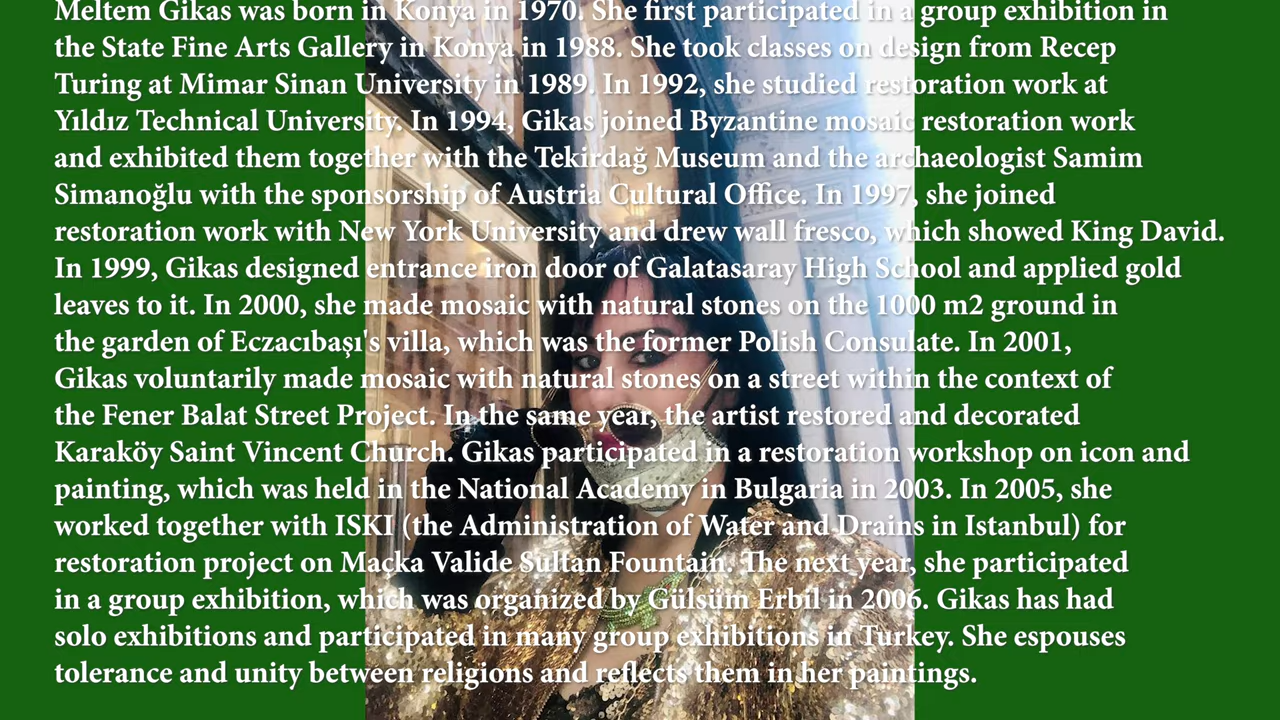 Meltem Gikas was born in Konya in 1970. She first participated in a group exhibition in
the State Fine Arts Gallery in Konya in 1988. She took classes on design from Recep
Turing at Mimar Sinan University in 1989. In 1992, she studied restoration work at
Yıldız Technical University. In 1994, Gikas joined Byzantine mosaic restoration work
and exhibited them together with the Tekirdağ Museum and the archaeologist Samim
Simanoğlu with the sponsorship of Austria Cultural Office. In 1997, she joined
restoration work with New York University and drew wall fresco, which showed King David.
In 1999, Gikas designed entrance iron door of Galatasaray High School and applied gold
leaves to it. In 2000, she made mosaic with natural stones on the 1000 m2 ground in
the garden of Eczacıbaşı's villa, which was the former Polish Consulate. In 2001,
Gikas voluntarily made mosaic with natural stones on a street within the context of
the Fener Balat Street Project. In the same year, the artist restored and decorated
Karaköy Saint Vincent Church. Gikas participated in a restoration workshop on icon and
painting, which was held in the National Academy in Bulgaria in 2003. In 2005, she
worked together with ISKI (the Administration of Water and Drains in Istanbul) for
restoration project on Macka Valide Sultan Fountain. The next year, she participated
in a group exhibition, which was organized by Gülsüm Erbil in 2006. Gikas has had
solo exhibitions and participated in many group exhibitions in Turkey. She espouses
tolerance and unity between religions and reflects them in her paintings.